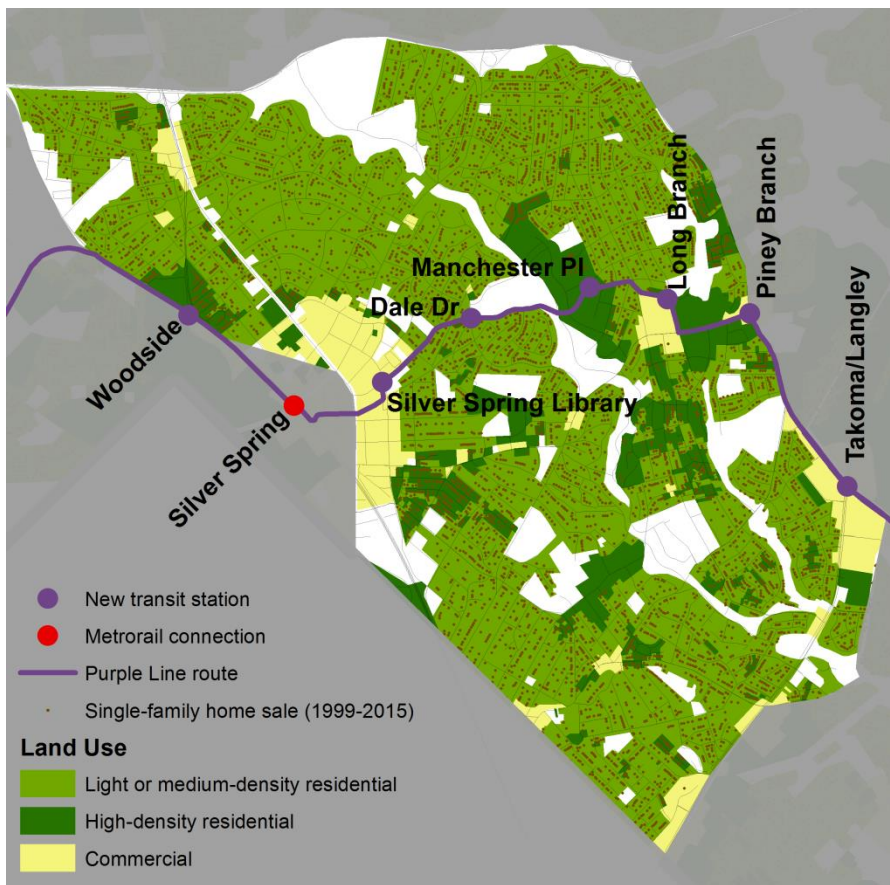 Woodside
Silver Spring
Silver Spring Library
Dale Dr
Manchester Pl
Long Branch
Piney Branch
Takoma/Langley
New transit station
Metrorail connection
Purple Line route
Single-family home sale (1999-2015)
Land Use
Light or medium-density residential
High-density residential
Commercial